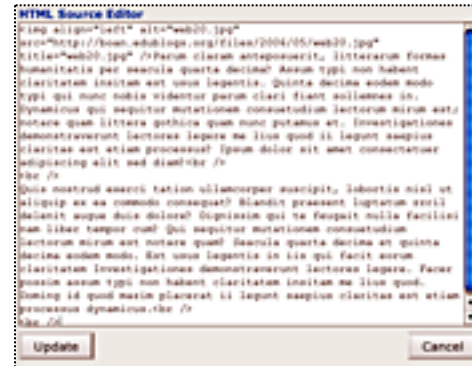 HTML Source Editor
<img align="left" alt="web20.jpg"
src="http://boan.edublogs.org/files/2006/05/web20.jpg"
title="web20.jpg" />Parum claram anteposuerit, litterarum formas
humanitatis per seacula quarta decima? Assum typi non habent
claritatem insitam est usus legentis. Quinta decima eodem modo
typi qui nunc nobis videntur parum clari fiant sollemnes in.
Dynamicus qui sequitur mutationem consuetudium lectorum mirum est;
notare quam littera gothica quam nunc putamus et. Investigationes
demonstraverunt lectores legere me lius quod ii legunt saepius
claritas est etiam processus? Ipsum dolor sit amet consectetuer
adipiscing elit sed diam?<br />
<br />
Quis nostrud exerci tation ullamcorper suscipit, lobortis nisl ut
aliquip ex ea commodo consequat? Blandit praesent luptatum zzril
delenit augue duis dolore? Dignissim qui te feugait nulla facilisi
nam liber tempor cum? Qui sequitur mutationem consuetudium
lectorum mirum est notare quam? Seacula quarta decima et quinta
decima eodem modo. Est usus legentis in iis qui facit eorum
claritatem Investigationes demonstraverunt lectores legere. Facer
possim assum typi non habent claritatem insitam me lius quod.
Doming id quod mazim placerat ii legunt saepius claritas est etiam
processus dynamicus.<br />
<br />
Update
Cancel